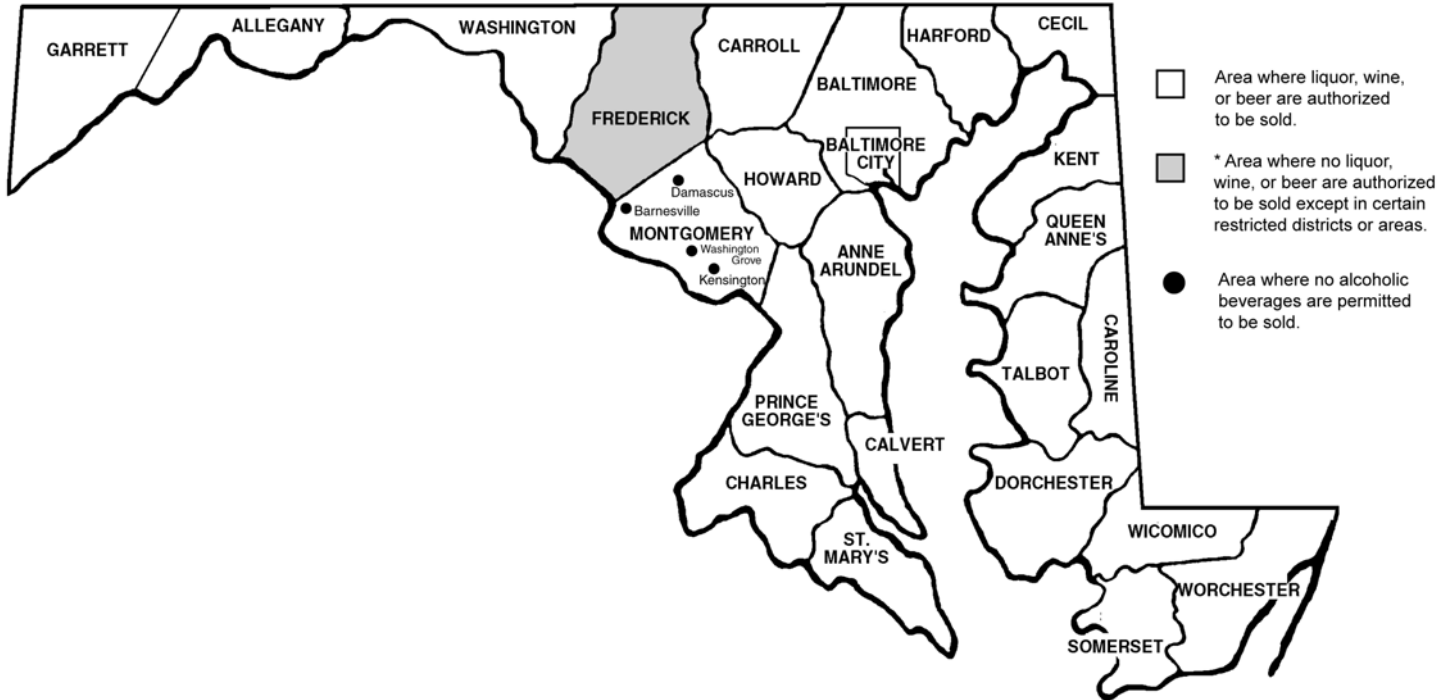 GARRETT
ALLEGANY
WASHINGTON
FREDERICK
CARROLL
BALTIMORE
HARFORD
CECIL
BALTIMORE
CITY
HOWARD
KENT
Damascus
Barnesville
MONTGOMERY
Washington
Grove
Kensington
ANNE
ARUNDEL
QUEEN
ANNE'S
TALBOT
CAROLINE
PRINCE
GEORGE'S
CALVERT
CHARLES
ST.
MARY'S
DORCHESTER
WICOMICO
WORCHESTER
SOMERSET
Area where liquor, wine,
or beer are authorized
to be sold.
* Area where no liquor,
wine, or beer are authorized
to be sold except in certain
restricted districts or areas.
Area where no alcoholic
beverages are permitted
to be sold.